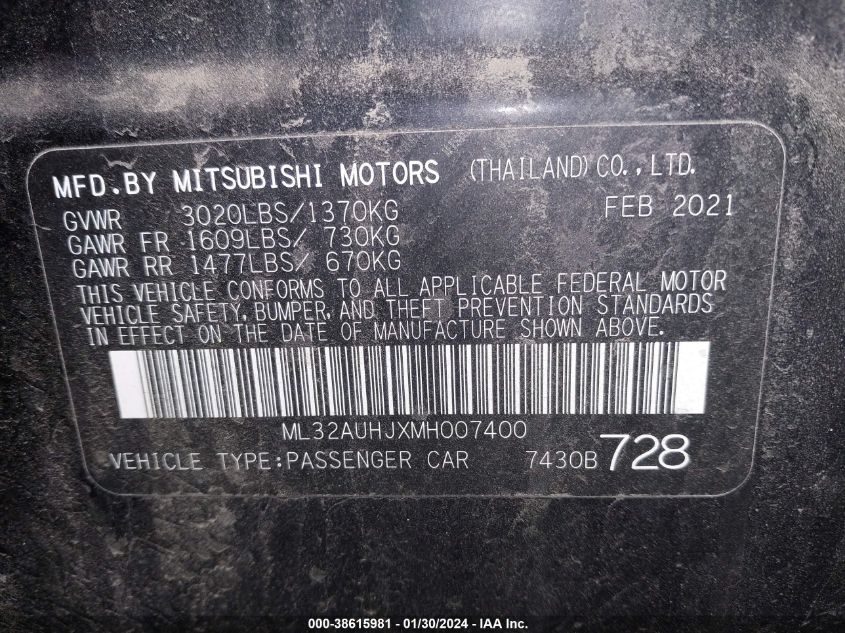 MFD.BY MITSUBISHI MOTORS (THAILAND) CO., LTD.
GVWR 3020LBS/1370KG FEB 2021
GAWR FR 1609LBS/ 730KG
GAWR RR 1477LBS/ 670KG
THIS VEHICLE CONFORMS TO ALL APPLICABLE FEDERAL MOTOR
VEHICLE SAFETY, BUMPER, AND THEFT PREVENTION STANDARDS
IN EFFECT ON THE DATE OF MANUFACTURE SHOWN ABOVE.
ML32AUHJXMH007400
VEHICLE TYPE:PASSENGER CAR 7430B 728
000-38615981 - 01/30/2024 - IAA Inc.